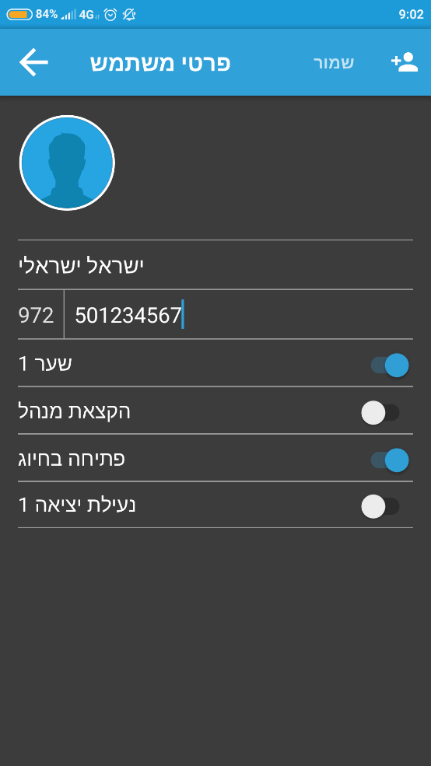 84% 4G 9:02
פרטי משתמש שמור
ישראל ישראלי
972 501234567
שער 1
הקצאת מנהל
פתיחה בחיוג
נעילת יציאה 1